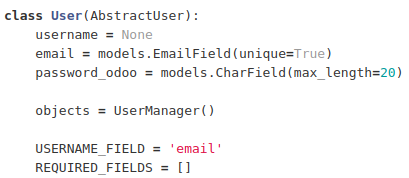 class User(AbstractUser):
    username = None
    email = models.EmailField(unique=True)
    password_odoo = models.CharField(max_length=20)

    objects = UserManager()

    USERNAME_FIELD = 'email'
    REQUIRED_FIELDS = []